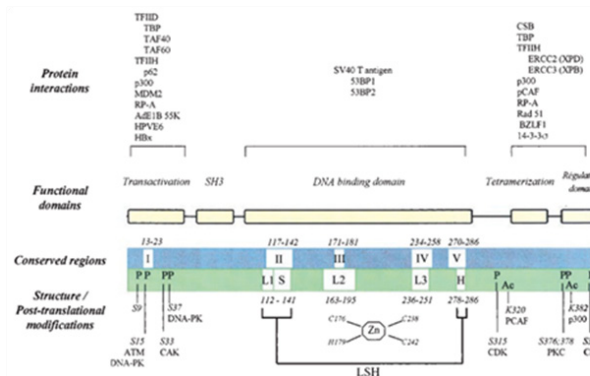 TFIID
TBP
TAF40
TAF60
TFIIH
p62
p300
MDM2
RP-A
AdE1B 55K
HPVE6
HBx
Protein
interactions
SV40 T antigen
53BP1
53BP2
CSB
TBP
TFIIH
ERCC2 (XPD)
ERCC3 (XPB)
p300
pCAF
RP-A
Rad 51
BZLF1
14-3-3σ
Functional
domains
Transactivation
SH3
DNA binding domain
Tetramerization
13-23
117-142
171-181
234-258
270-286
Conserved regions
I
II
III
IV
V
P P PP
L1 S
L2
L3
H
P
Ac
PP
Ac
Structure /
Post-translational
modifications
S9
S37
DNA-PK
S15
ATM
DNA-PK
S33
CAK
112 - 141
163-195
236-251
278-286
C176
C238
Zn
H179
C242
LSH
K320
PCAF
S315
CDK
K382
p300
S376;378
PKC